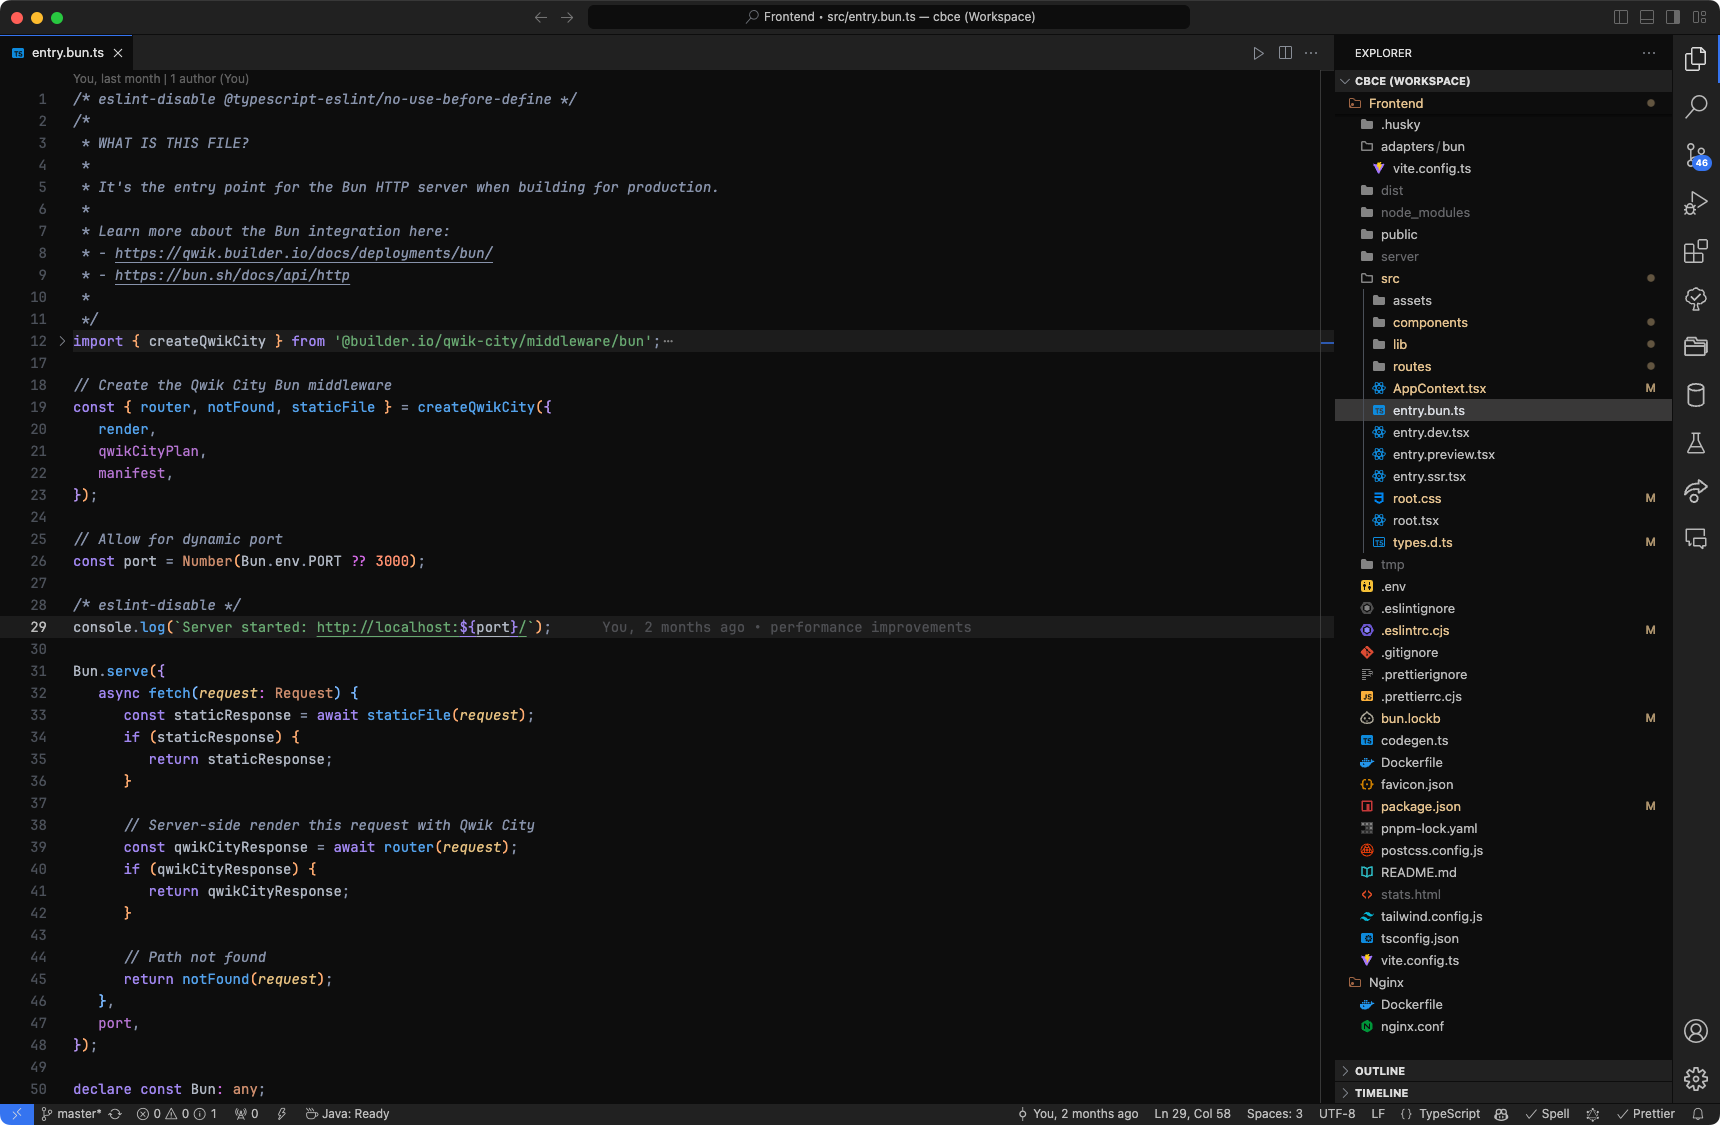 Frontend • src/entry.bun.ts — cbce (Workspace)
entry.bun.ts
You, last month | 1 author (You)
1 /* eslint-disable @typescript-eslint/no-use-before-define */
2 /*
3 * WHAT IS THIS FILE?
4 *
5 * It's the entry point for the Bun HTTP server when building for production.
6 *
7 * Learn more about the Bun integration here:
8 * - https://qwik.builder.io/docs/deployments/bun/
9 * - https://bun.sh/docs/api/http
10 *
11 */
12 import { createQwikCity } from '@builder.io/qwik-city/middleware/bun';⋯
17
18 // Create the Qwik City Bun middleware
19 const { router, notFound, staticFile } = createQwikCity({
20 render,
21 qwikCityPlan,
22 manifest,
23 });
24
25 // Allow for dynamic port
26 const port = Number(Bun.env.PORT ?? 3000);
27
28 /* eslint-disable */
29 console.log(`Server started: http://localhost:${port}/`); You, 2 months ago • performance improvements
30
31 Bun.serve({
32 async fetch(request: Request) {
33 const staticResponse = await staticFile(request);
34 if (staticResponse) {
35 return staticResponse;
36 }
37
38 // Server-side render this request with Qwik City
39 const qwikCityResponse = await router(request);
40 if (qwikCityResponse) {
41 return qwikCityResponse;
42 }
43
44 // Path not found
45 return notFound(request);
46 },
47 port,
48 });
49
50 declare const Bun: any;
EXPLORER
CBCE (WORKSPACE)
Frontend
.husky
adapters/bun
vite.config.ts
dist
node_modules
public
server
src
assets
components
lib
routes
AppContext.tsx M
entry.bun.ts
entry.dev.tsx
entry.preview.tsx
entry.ssr.tsx
root.css M
root.tsx
types.d.ts M
tmp
.env
.eslintignore
.eslintrc.cjs M
.gitignore
.prettierignore
.prettierrc.cjs
bun.lockb M
codegen.ts
Dockerfile
favicon.json
package.json M
pnpm-lock.yaml
postcss.config.js
README.md
stats.html
tailwind.config.js
tsconfig.json
vite.config.ts
Nginx
Dockerfile
nginx.conf
OUTLINE
TIMELINE
46
master* 0 0 1 0 Java: Ready You, 2 months ago Ln 29, Col 58 Spaces: 3 UTF-8 LF { } TypeScript Spell Prettier